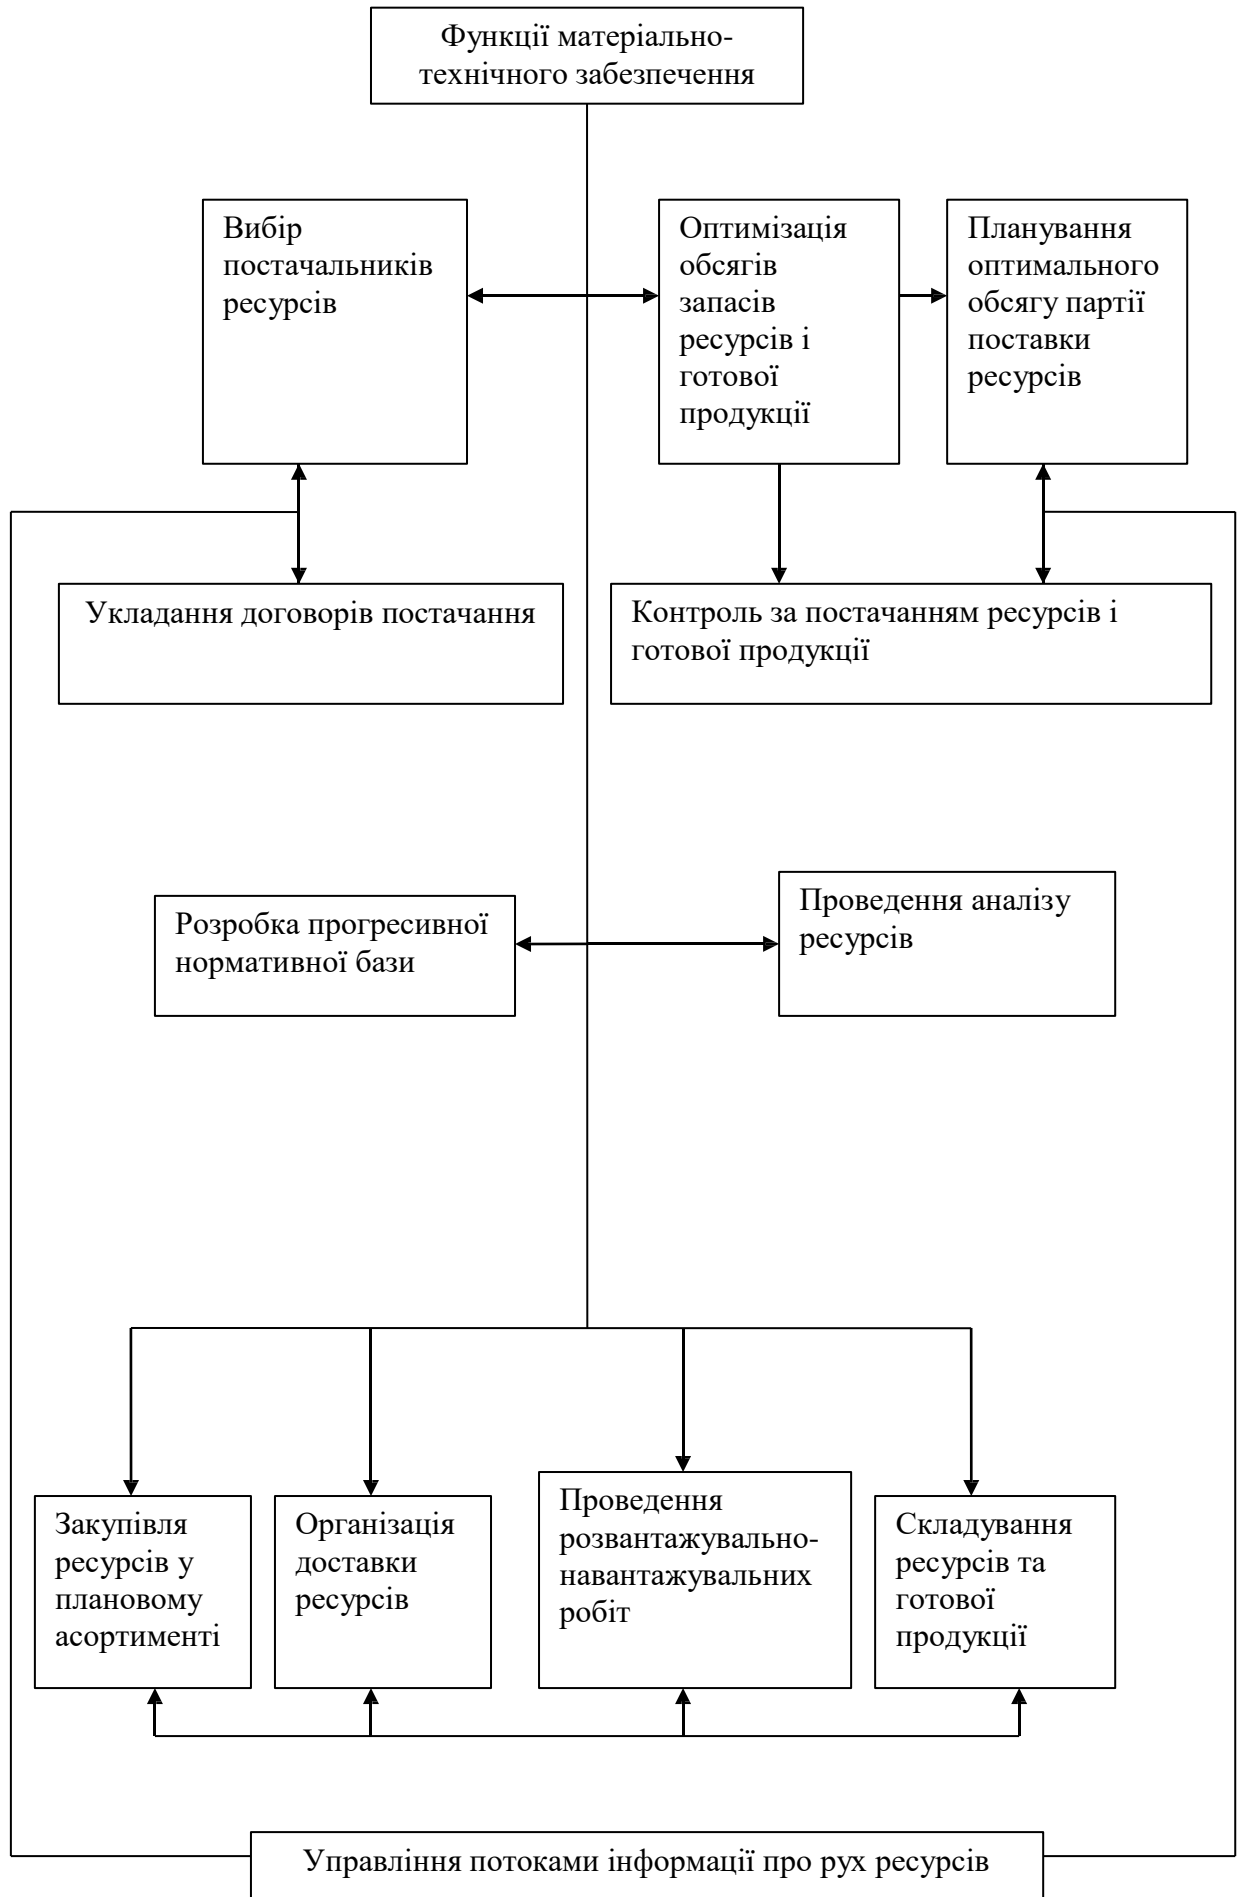 Функції матеріально-
технічного забезпечення
Вибір
постачальників
ресурсів
Оптимізація
обсягів
запасів
ресурсів і
готової
продукції
Планування
оптимального
обсягу партії
поставки
ресурсів
Укладання договорів постачання
Контроль за постачанням ресурсів і
готової продукції
Розробка прогресивної
нормативної бази
Проведення аналізу
ресурсів
Закупівля
ресурсів у
плановому
асортименті
Організація
доставки
ресурсів
Проведення
розвантажувально-
навантажувальних
робіт
Складування
ресурсів та
готової
продукції
Управління потоками інформації про рух ресурсів